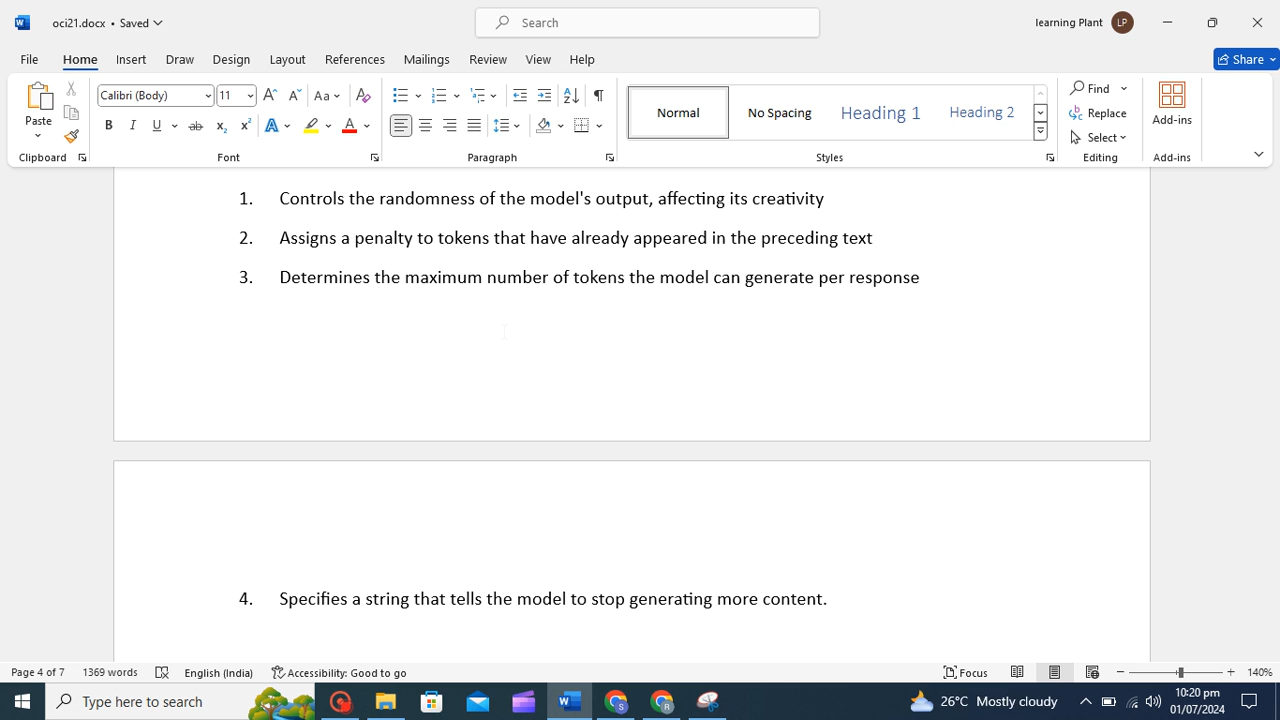 oci21.docx • Saved
Search
learning Plant LP
File Home Insert Draw Design Layout References Mailings Review View Help Share
Paste
Calibri (Body) 11
Normal
No Spacing
Heading 1
Heading 2
Find
Replace
Select
Add-ins
Clipboard Font Paragraph Styles Editing Add-ins
1. Controls the randomness of the model's output, affecting its creativity
2. Assigns a penalty to tokens that have already appeared in the preceding text
3. Determines the maximum number of tokens the model can generate per response
4. Specifies a string that tells the model to stop generating more content.
Page 4 of 7 1369 words English (India) Accessibility: Good to go Focus 140%
Type here to search 26°C Mostly cloudy 10:20 pm
01/07/2024